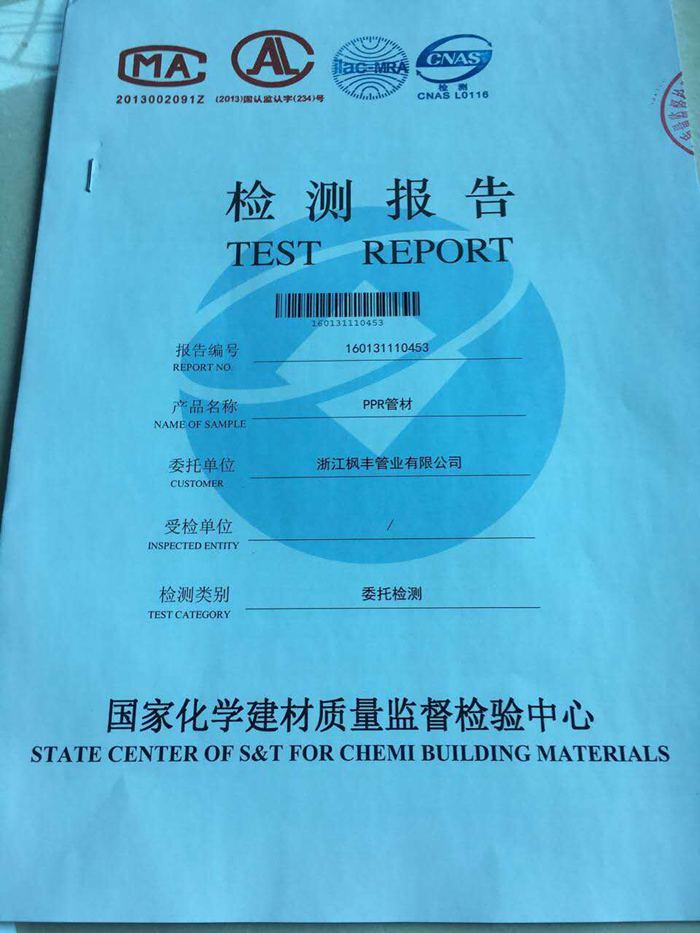 MA
AL
ilac-MRA
CNAS
检 测
2013002091Z
(2013)国认监认字(234)号
CNAS L0116
检 测 报 告
TEST REPORT
160131110453
报告编号
160131110453
REPORT NO.
产品名称
PPR管材
NAME OF SAMPLE
委托单位
浙江枫丰管业有限公司
CUSTOMER
受检单位
/
INSPECTED ENTITY
检测类别
委托检测
TEST CATEGORY
国家化学建材质量监督检验中心
STATE CENTER OF S&T FOR CHEMI BUILDING MATERIALS